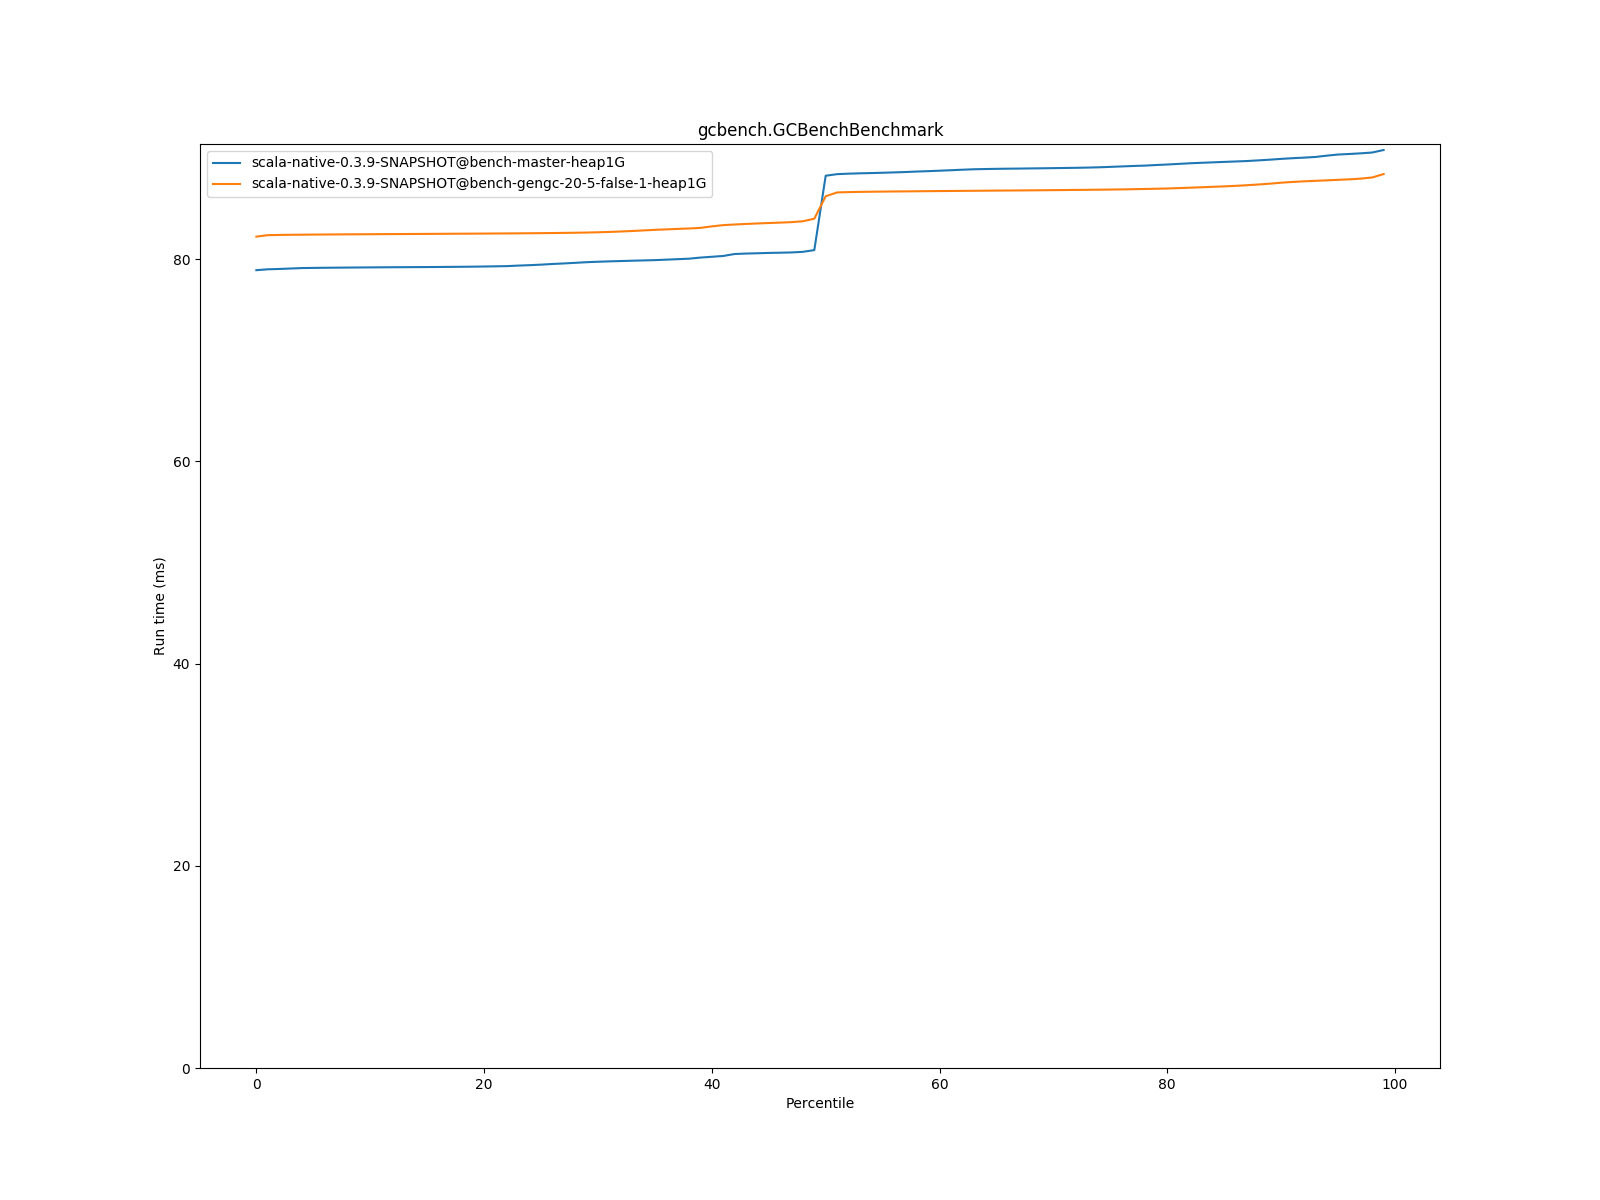 gcbench.GCBenchBenchmark
scala-native-0.3.9-SNAPSHOT@bench-master-heap1G
scala-native-0.3.9-SNAPSHOT@bench-gengc-20-5-false-1-heap1G
80
60
40
20
0
Run time (ms)
0 20 40 60 80 100
Percentile